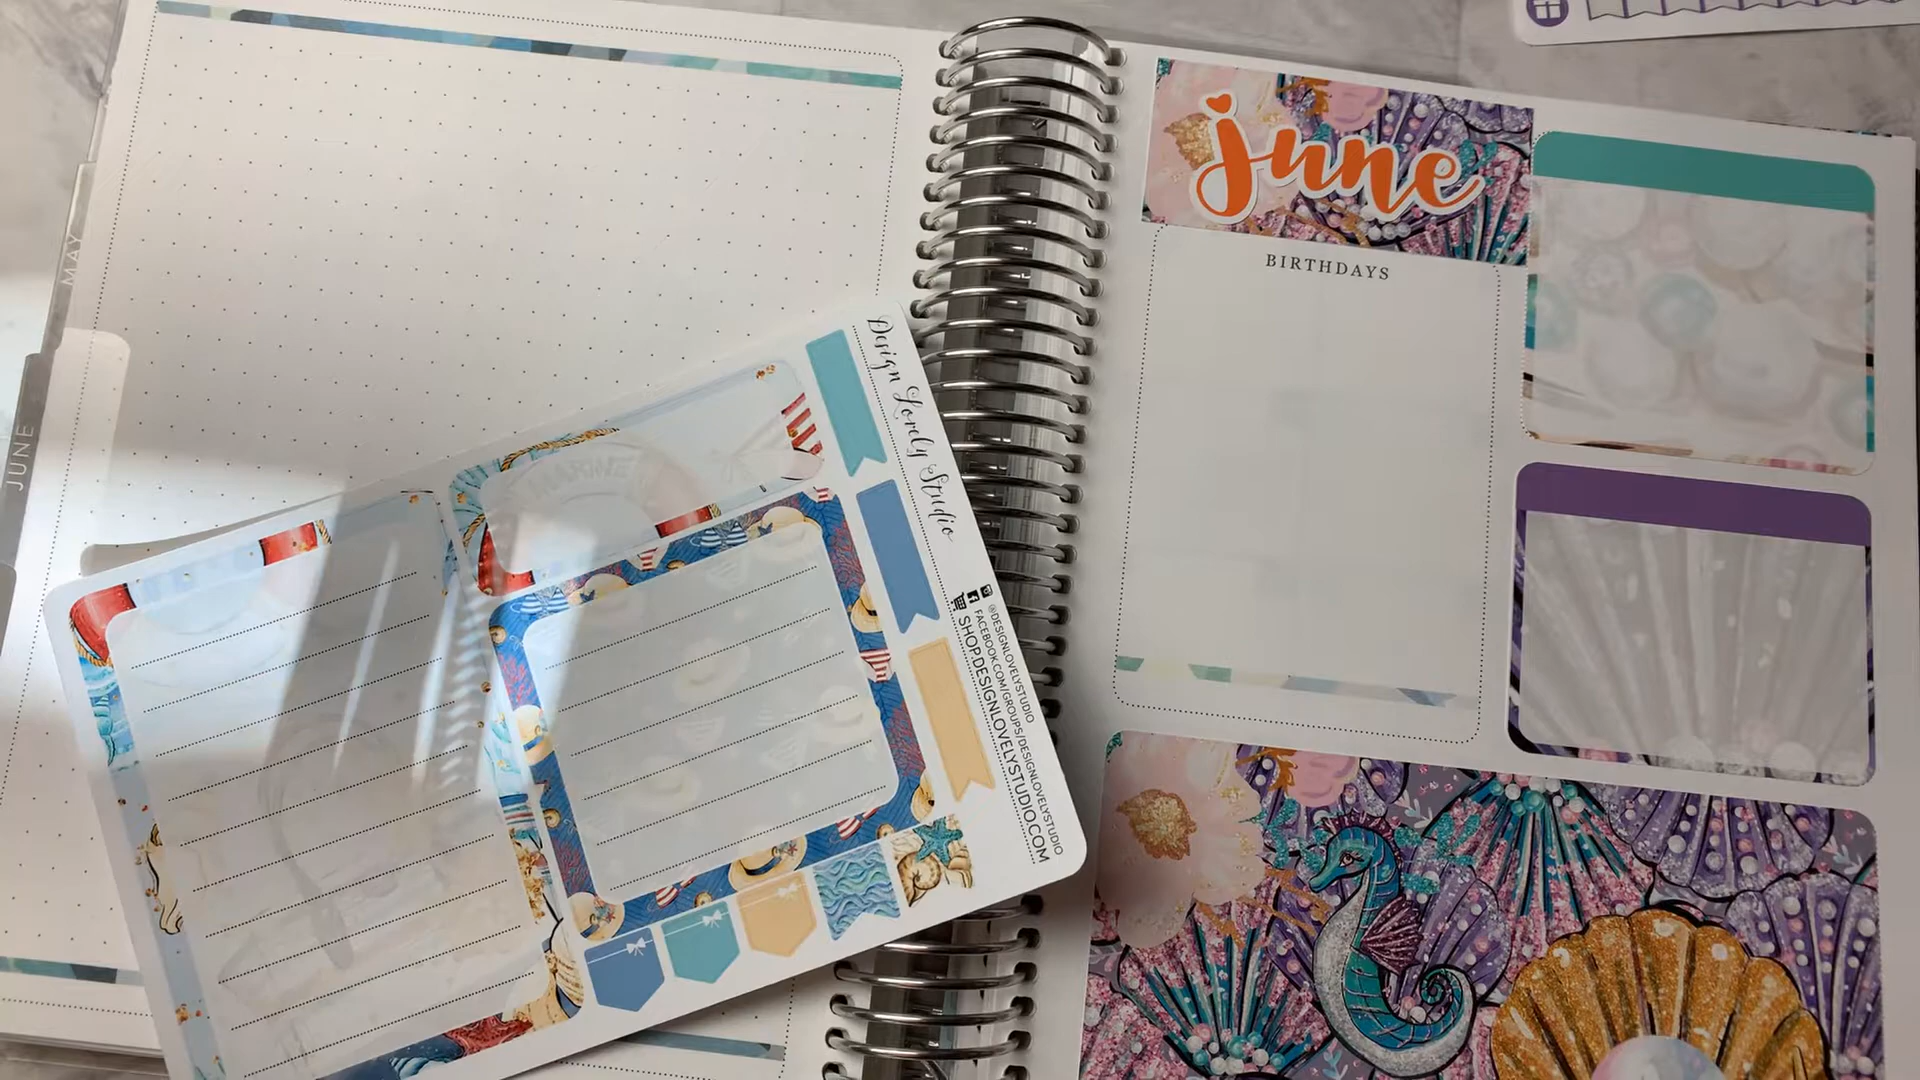 MAY
JUNE
june
BIRTHDAYS
Design Lovely Studio
@DESIGNLOVELYSTUDIO
FACEBOOK.COM/GROUPS/DESIGNLOVELYSTUDIO
SHOP.DESIGNLOVELYSTUDIO.COM